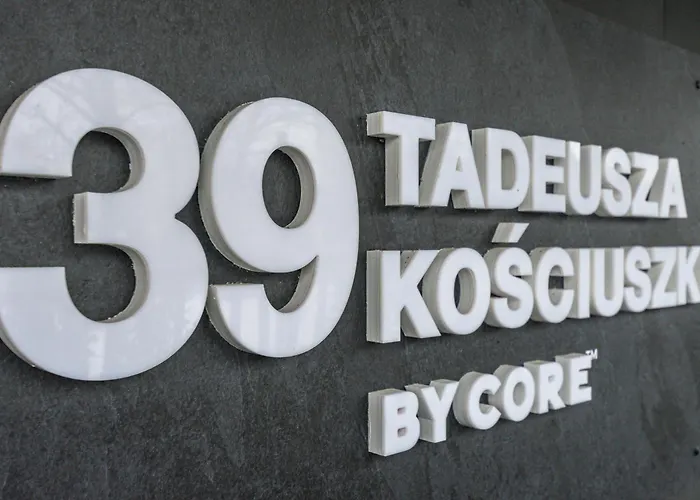 39
TADEUSZA
KOŚCIUSZK
BYCORE™